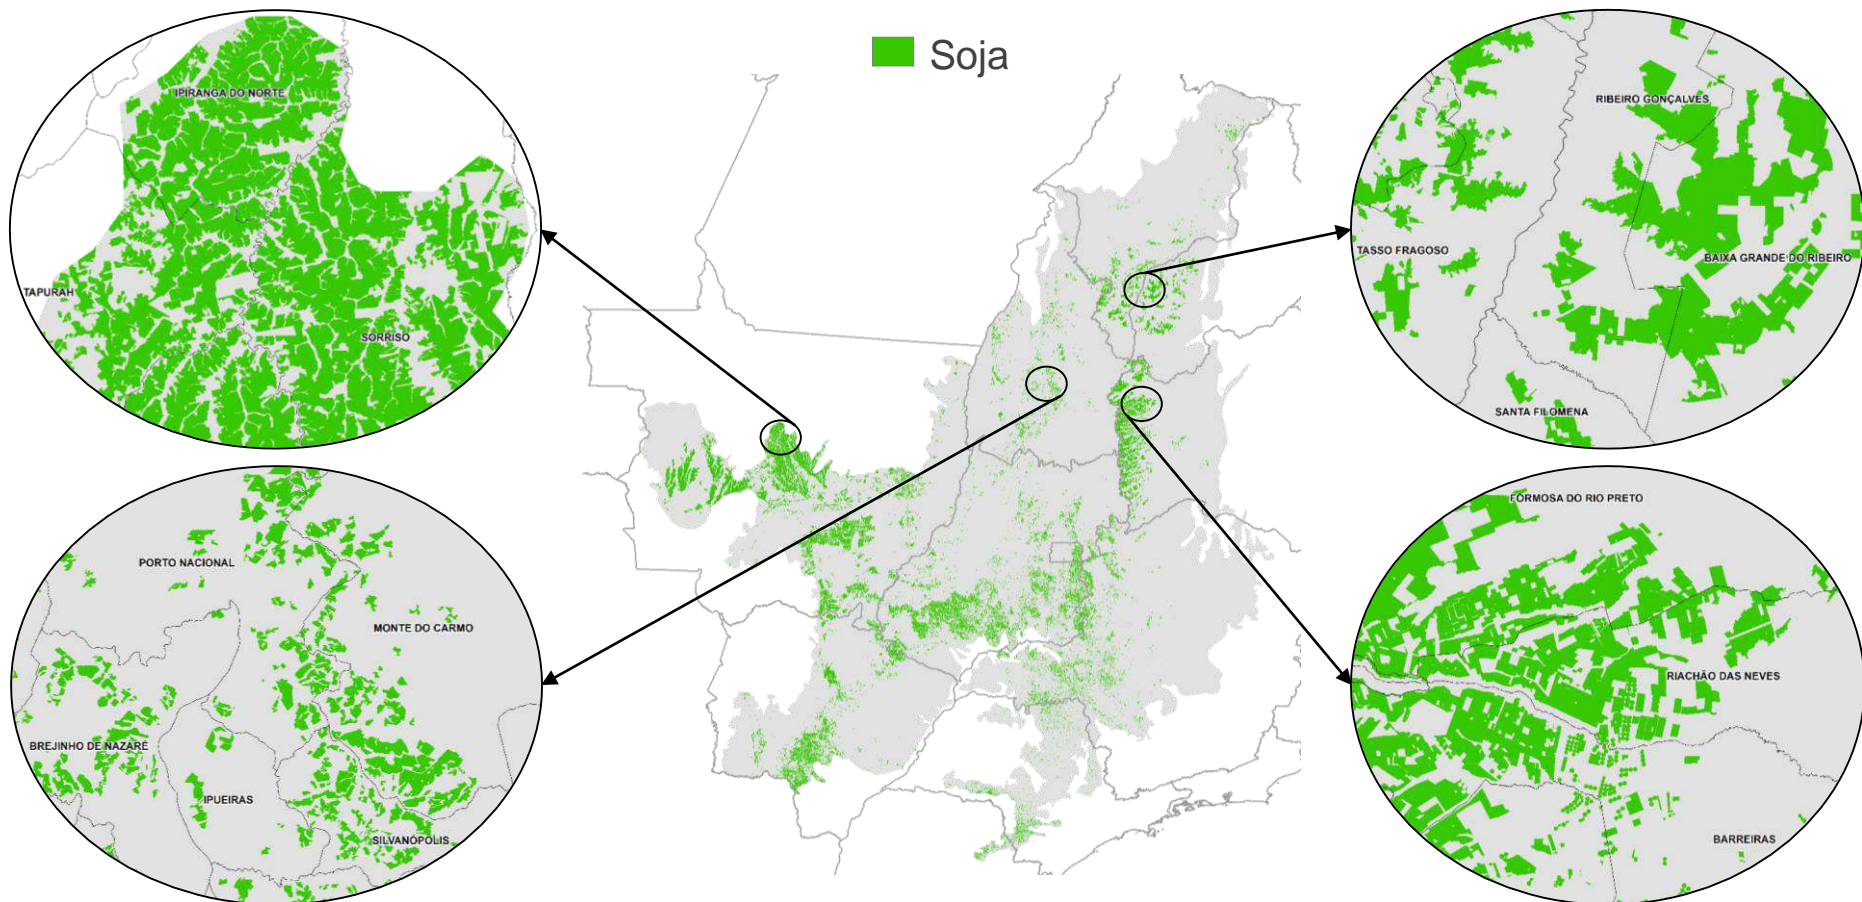 Soja
IPIRANGA DO NORTE
TAPURAH
SORRISO
RIBEIRO GONÇALVES
TASSO FRAGOSO
BAIXA GRANDE DO RIBEIRO
SANTA FILOMENA
PORTO NACIONAL
MONTE DO CARMO
BREJINHO DE NAZARÉ
IPUEIRAS
SILVANÓPOLIS
FORMOSA DO RIO PRETO
RIACHÃO DAS NEVES
BARREIRAS